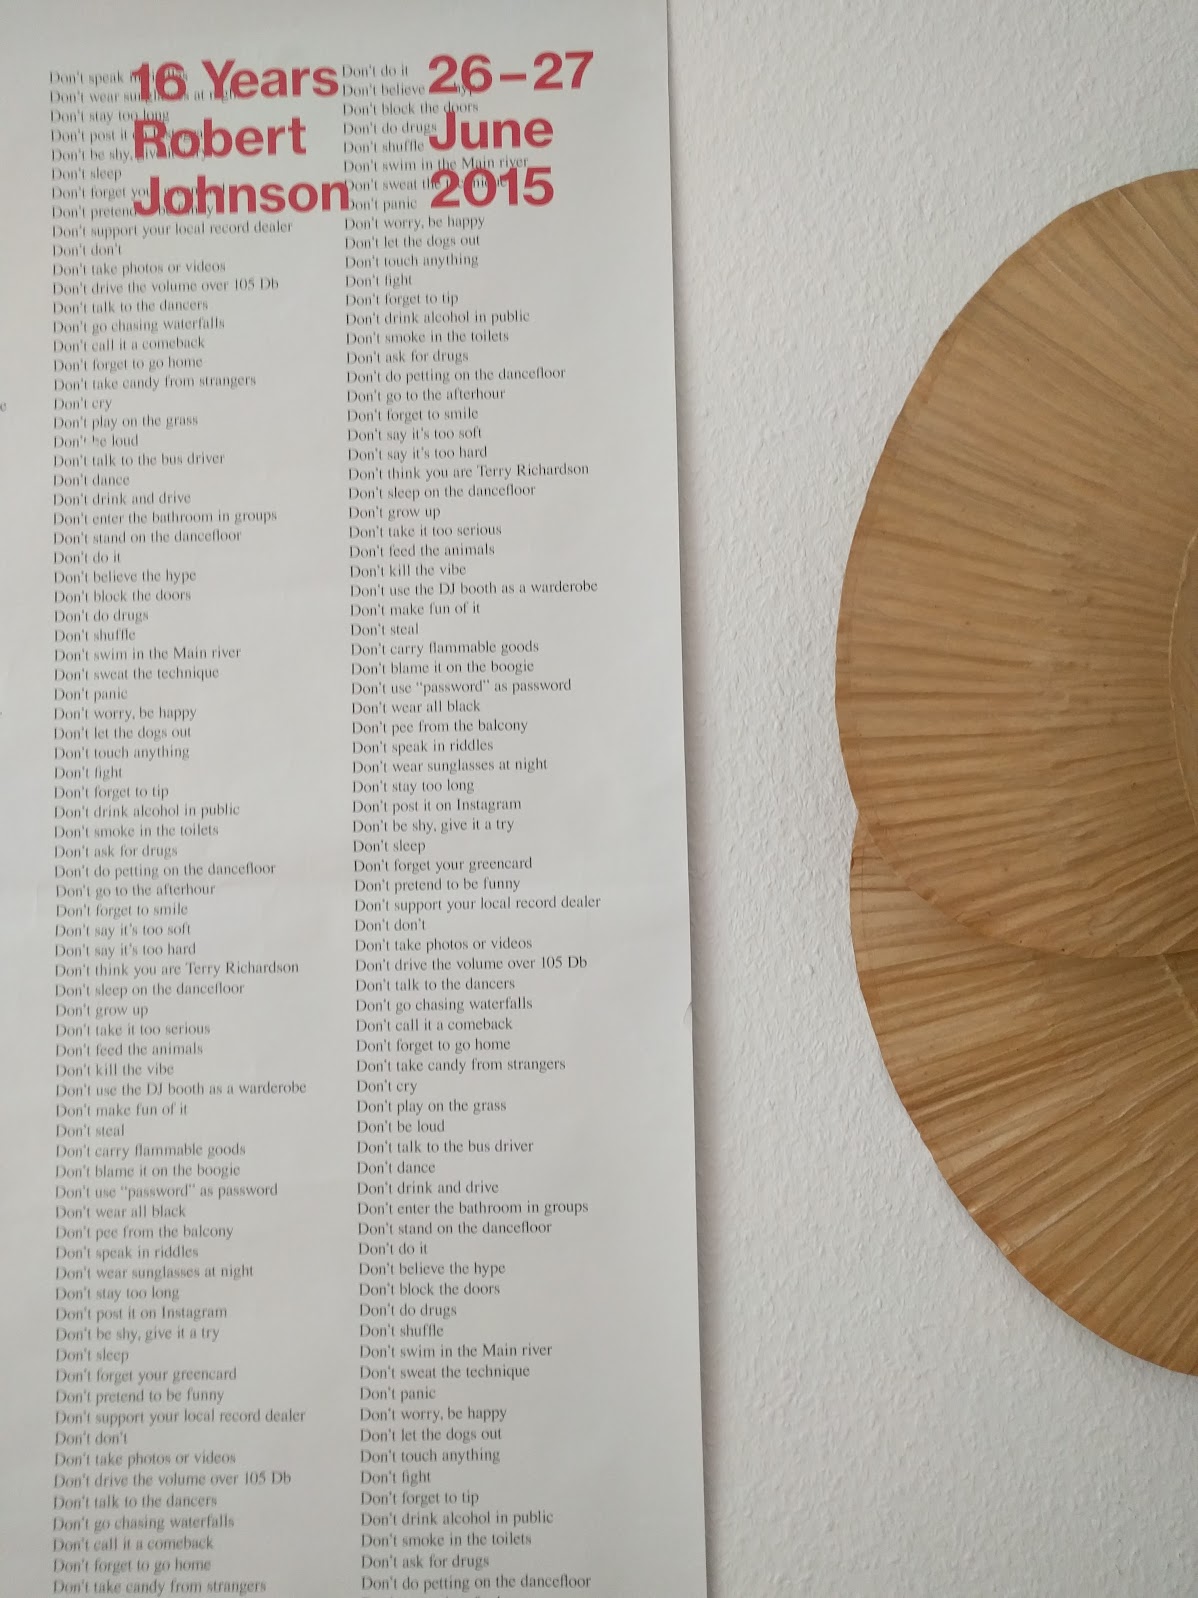 16 Years
Robert
Johnson
26–27
June
2015
Don't speak
Don't wear at
Don't stay too long
Don't post it
Don't be shy,
Don't sleep
Don't forget
Don't pretend
Don't support your local record dealer
Don't don't
Don't take photos or videos
Don't drive the volume over 105 Db
Don't talk to the dancers
Don't go chasing waterfalls
Don't call it a comeback
Don't forget to go home
Don't take candy from strangers
Don't cry
Don't play on the grass
Don't be loud
Don't talk to the bus driver
Don't dance
Don't drink and drive
Don't enter the bathroom in groups
Don't stand on the dancefloor
Don't do it
Don't believe the hype
Don't block the doors
Don't do drugs
Don't shuffle
Don't swim in the Main river
Don't sweat the technique
Don't panic
Don't worry, be happy
Don't let the dogs out
Don't touch anything
Don't fight
Don't forget to tip
Don't drink alcohol in public
Don't smoke in the toilets
Don't ask for drugs
Don't do petting on the dancefloor
Don't go to the afterhour
Don't forget to smile
Don't say it's too soft
Don't say it's too hard
Don't think you are Terry Richardson
Don't sleep on the dancefloor
Don't grow up
Don't take it too serious
Don't feed the animals
Don't kill the vibe
Don't use the DJ booth as a warderobe
Don't make fun of it
Don't steal
Don't carry flammable goods
Don't blame it on the boogie
Don't use “password” as password
Don't wear all black
Don't pee from the balcony
Don't speak in riddles
Don't wear sunglasses at night
Don't stay too long
Don't post it on Instagram
Don't be shy, give it a try
Don't sleep
Don't forget your greencard
Don't pretend to be funny
Don't support your local record dealer
Don't don't
Don't take photos or videos
Don't drive the volume over 105 Db
Don't talk to the dancers
Don't go chasing waterfalls
Don't call it a comeback
Don't forget to go home
Don't take candy from strangers
Don't do it
Don't believe
Don't block the doors
Don't do drugs
Don't shuffle
Don't swim in the Main river
Don't sweat the
Don't panic
Don't worry, be happy
Don't let the dogs out
Don't touch anything
Don't fight
Don't forget to tip
Don't drink alcohol in public
Don't smoke in the toilets
Don't ask for drugs
Don't do petting on the dancefloor
Don't go to the afterhour
Don't forget to smile
Don't say it's too soft
Don't say it's too hard
Don't think you are Terry Richardson
Don't sleep on the dancefloor
Don't grow up
Don't take it too serious
Don't feed the animals
Don't kill the vibe
Don't use the DJ booth as a warderobe
Don't make fun of it
Don't steal
Don't carry flammable goods
Don't blame it on the boogie
Don't use “password” as password
Don't wear all black
Don't pee from the balcony
Don't speak in riddles
Don't wear sunglasses at night
Don't stay too long
Don't post it on Instagram
Don't be shy, give it a try
Don't sleep
Don't forget your greencard
Don't pretend to be funny
Don't support your local record dealer
Don't don't
Don't take photos or videos
Don't drive the volume over 105 Db
Don't talk to the dancers
Don't go chasing waterfalls
Don't call it a comeback
Don't forget to go home
Don't take candy from strangers
Don't cry
Don't play on the grass
Don't be loud
Don't talk to the bus driver
Don't dance
Don't drink and drive
Don't enter the bathroom in groups
Don't stand on the dancefloor
Don't do it
Don't believe the hype
Don't block the doors
Don't do drugs
Don't shuffle
Don't swim in the Main river
Don't sweat the technique
Don't panic
Don't worry, be happy
Don't let the dogs out
Don't touch anything
Don't fight
Don't forget to tip
Don't drink alcohol in public
Don't smoke in the toilets
Don't ask for drugs
Don't do petting on the dancefloor